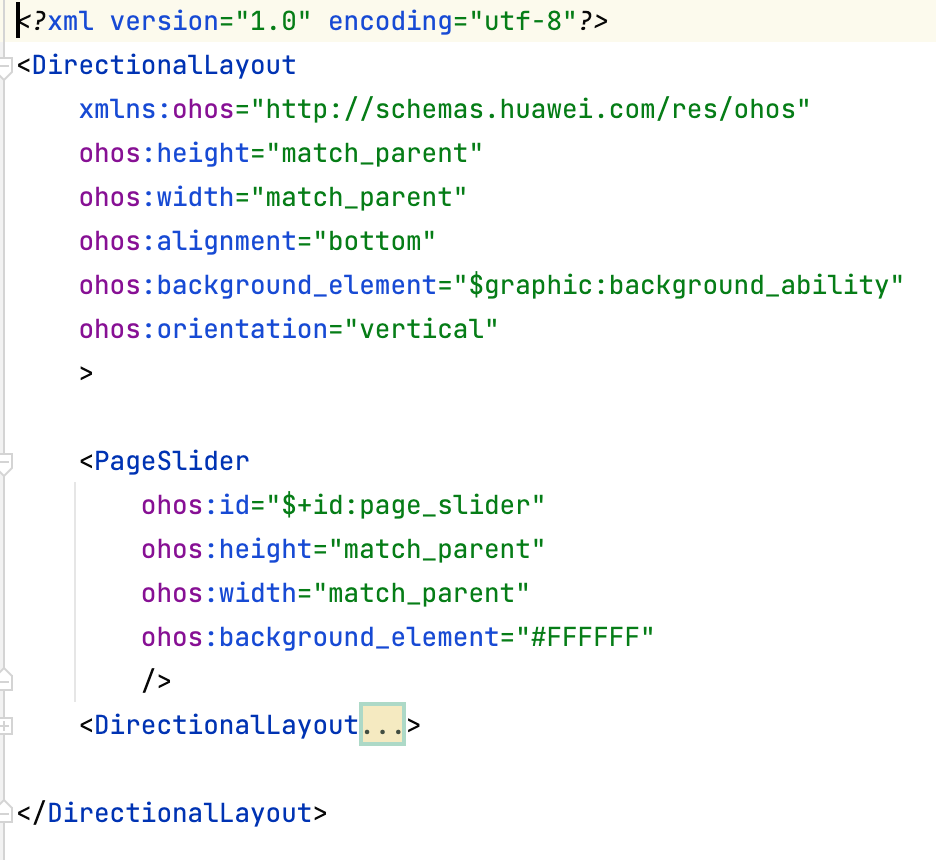 <?xml version="1.0" encoding="utf-8"?>
<DirectionalLayout
    xmlns:ohos="http://schemas.huawei.com/res/ohos"
    ohos:height="match_parent"
    ohos:width="match_parent"
    ohos:alignment="bottom"
    ohos:background_element="$graphic:background_ability"
    ohos:orientation="vertical"
    >
    <PageSlider
        ohos:id="$+id:page_slider"
        ohos:height="match_parent"
        ohos:width="match_parent"
        ohos:background_element="#FFFFFF"
        />
    <DirectionalLayout...>
</DirectionalLayout>